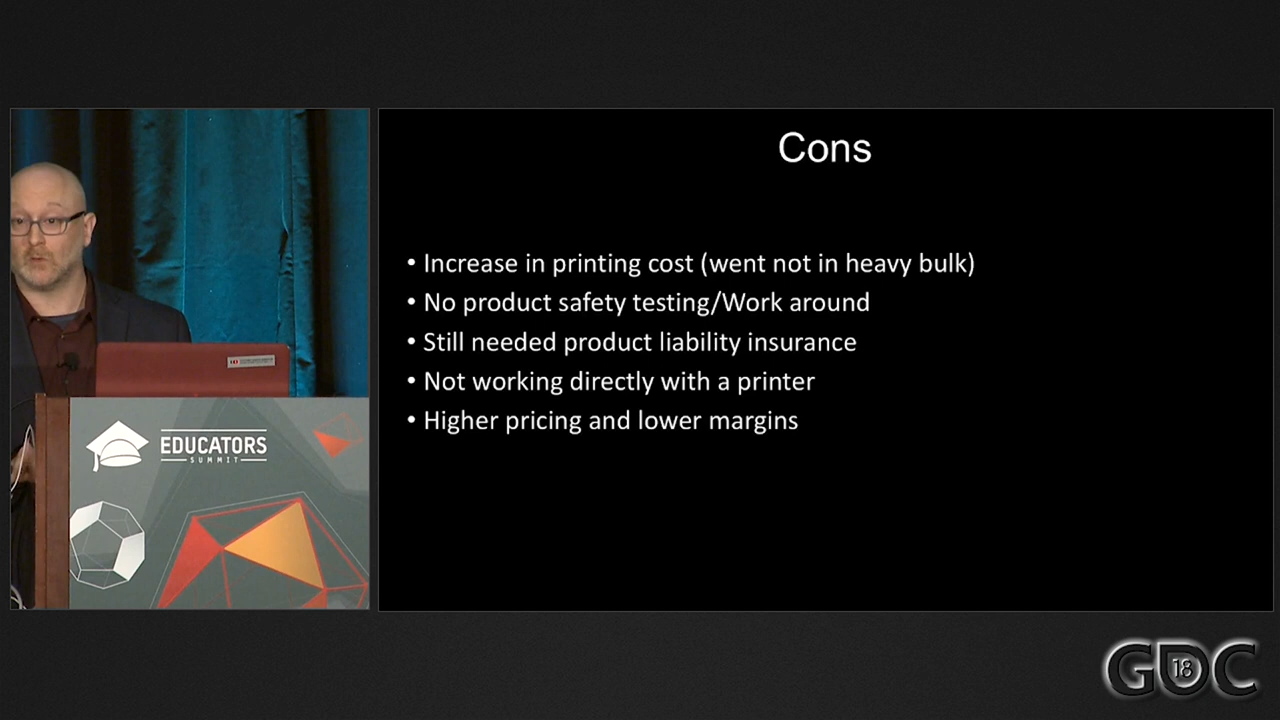 Cons
• Increase in printing cost (went not in heavy bulk)
• No product safety testing/Work around
• Still needed product liability insurance
• Not working directly with a printer
• Higher pricing and lower margins
EDUCATORS
SUMMIT
GDC
18